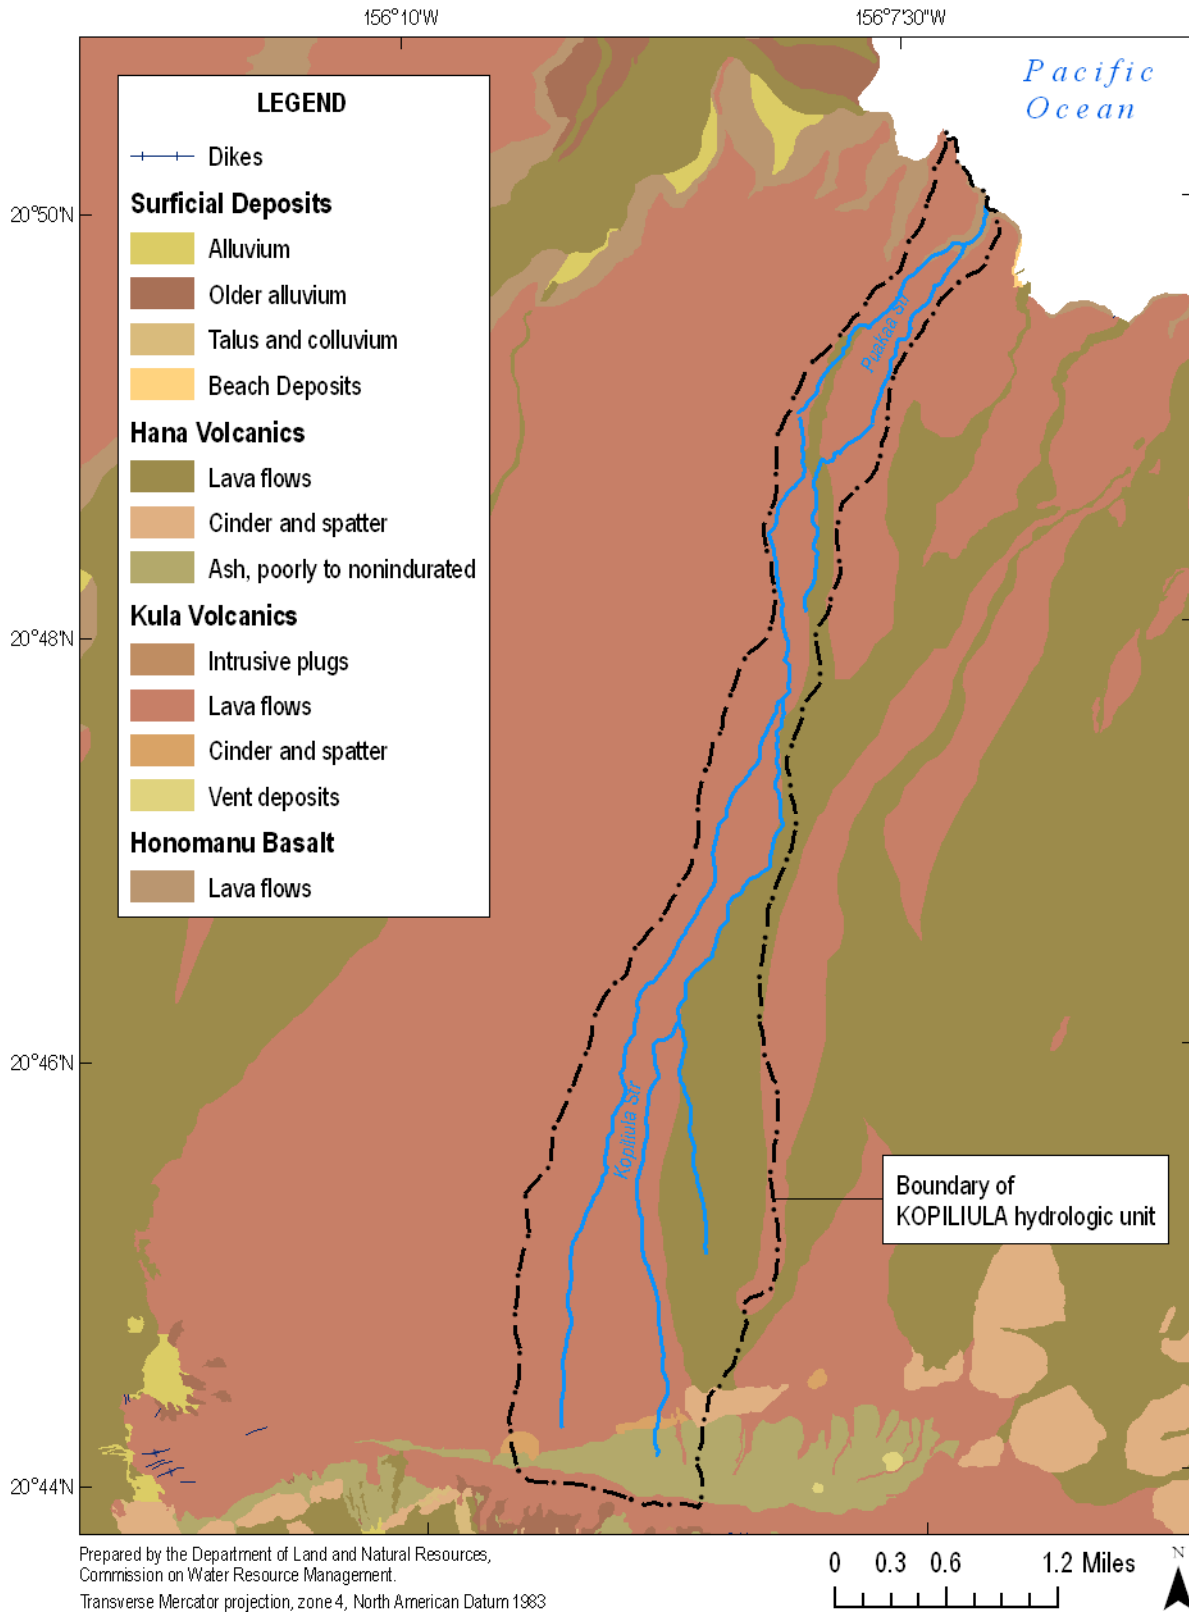 156°10'W
156°7'30"W
Pacific
Ocean
LEGEND
Dikes
Surficial Deposits
Alluvium
Older alluvium
Talus and colluvium
Beach Deposits
Hana Volcanics
Lava flows
Cinder and spatter
Ash, poorly to nonindurated
Kula Volcanics
Intrusive plugs
Lava flows
Cinder and spatter
Vent deposits
Honomanu Basalt
Lava flows
20°50'N
20°48'N
20°46'N
20°44'N
Puakaa Str
Kopiliula Str
Boundary of
KOPILIULA hydrologic unit
Prepared by the Department of Land and Natural Resources,
Commission on Water Resource Management.
Transverse Mercator projection, zone 4, North American Datum 1983
0 0.3 0.6 1.2 Miles
N